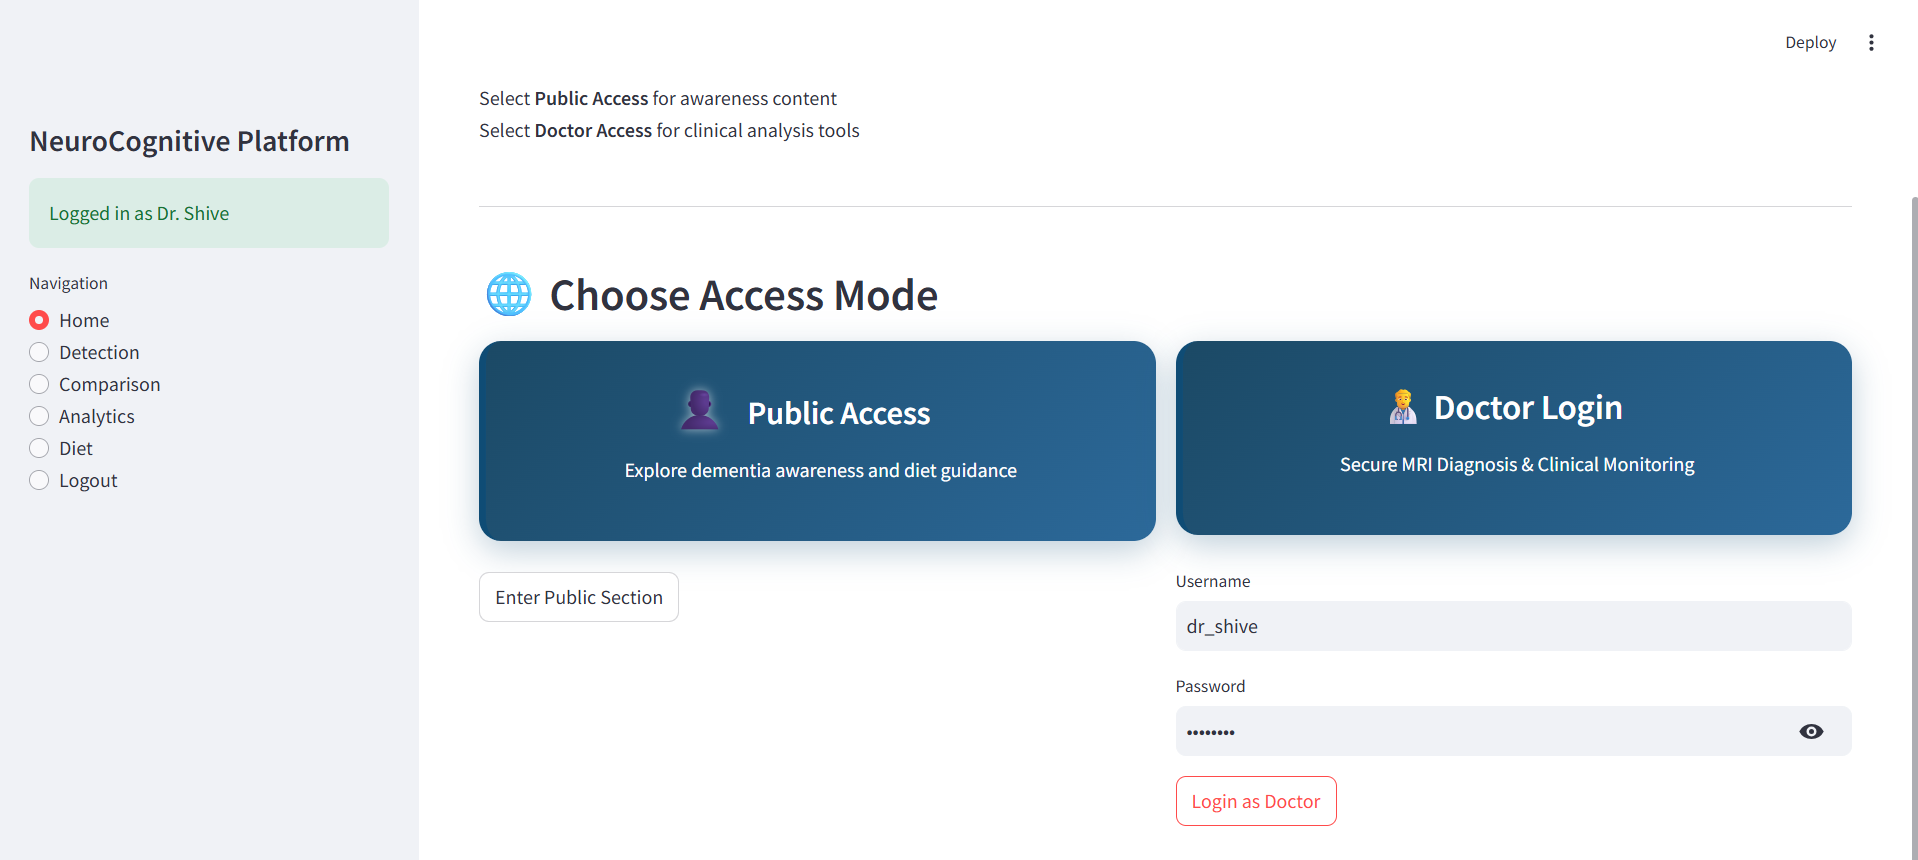 Deploy
NeuroCognitive Platform
Logged in as Dr. Shive
Navigation
Home
Detection
Comparison
Analytics
Diet
Logout
Select Public Access for awareness content
Select Doctor Access for clinical analysis tools
Choose Access Mode
Public Access
Explore dementia awareness and diet guidance
Enter Public Section
Doctor Login
Secure MRI Diagnosis & Clinical Monitoring
Username
dr_shive
Password
••••••••
Login as Doctor